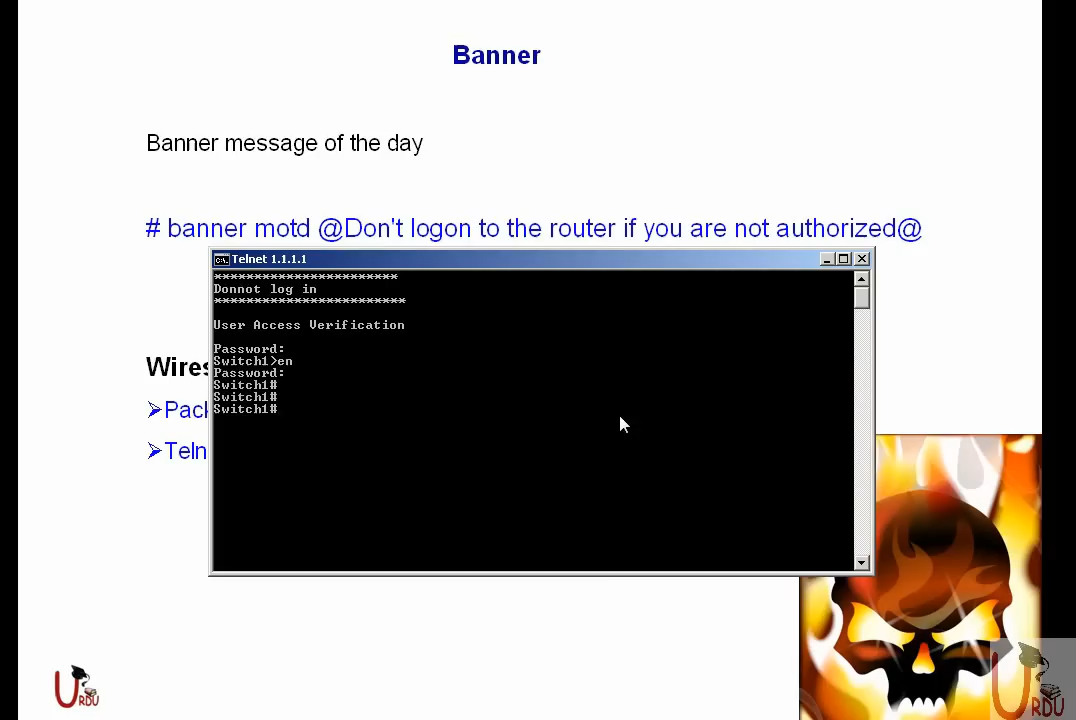 Banner
Banner message of the day
# banner motd @Don't logon to the router if you are not authorized@
Telnet 1.1.1.1
***********************
Donnot log in
************************
User Access Verification
Password:
Switch1>en
Password:
Switch1#
Switch1#
Switch1#
Wires
➢Pack
➢Teln
URDU
URDU